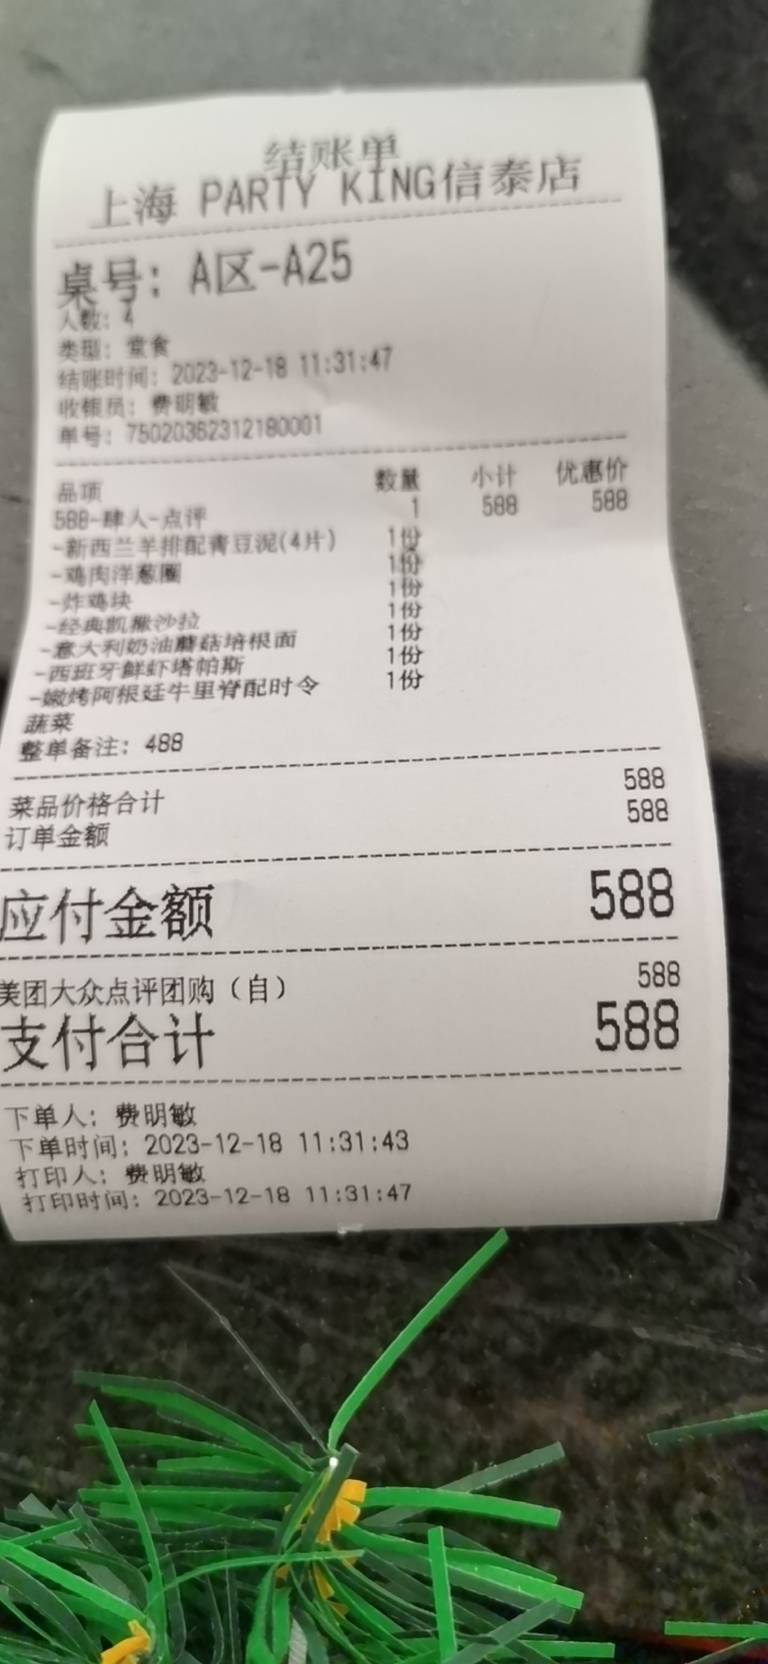 结账单
上海 PARTY KING信泰店
桌号: A区-A25
人数: 4
类型: 堂食
结账时间: 2023-12-18 11:31:47
收银员: 费明敏
单号: 75020362312180001
品项 数量 小计 优惠价
588-肆人-点评 1 588 588
-新西兰羊排配青豆泥(4片) 1份
-鸡肉洋葱圈 1份
-炸鸡块 1份
-经典凯撒沙拉 1份
-意大利奶油蘑菇培根面 1份
-西班牙鲜虾塔帕斯 1份
-嫩烤阿根廷牛里脊配时令 1份
蔬菜
整单备注: 488
菜品价格合计 588
订单金额 588
应付金额 588
美团大众点评团购（自） 588
支付合计 588
下单人: 费明敏
下单时间: 2023-12-18 11:31:43
打印人: 费明敏
打印时间: 2023-12-18 11:31:47